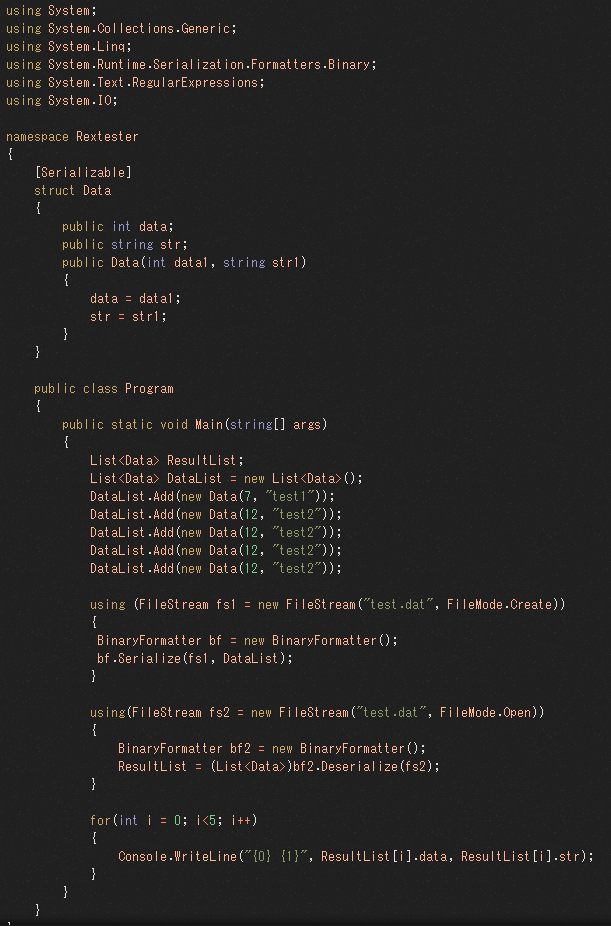 using System;
using System.Collections.Generic;
using System.Linq;
using System.Runtime.Serialization.Formatters.Binary;
using System.Text.RegularExpressions;
using System.IO;

namespace Rextester
{
    [Serializable]
    struct Data
    {
        public int data;
        public string str;
        public Data(int data1, string str1)
        {
            data = data1;
            str = str1;
        }
    }

    public class Program
    {
        public static void Main(string[] args)
        {
            List<Data> ResultList;
            List<Data> DataList = new List<Data>();
            DataList.Add(new Data(7, "test1"));
            DataList.Add(new Data(12, "test2"));
            DataList.Add(new Data(12, "test2"));
            DataList.Add(new Data(12, "test2"));
            DataList.Add(new Data(12, "test2"));

            using (FileStream fs1 = new FileStream("test.dat", FileMode.Create))
            {
             BinaryFormatter bf = new BinaryFormatter();
             bf.Serialize(fs1, DataList);
            }

            using(FileStream fs2 = new FileStream("test.dat", FileMode.Open))
            {
                BinaryFormatter bf2 = new BinaryFormatter();
                ResultList = (List<Data>)bf2.Deserialize(fs2);
            }

            for(int i = 0; i<5; i++)
            {
                Console.WriteLine("{0} {1}", ResultList[i].data, ResultList[i].str);
            }
        }
    }